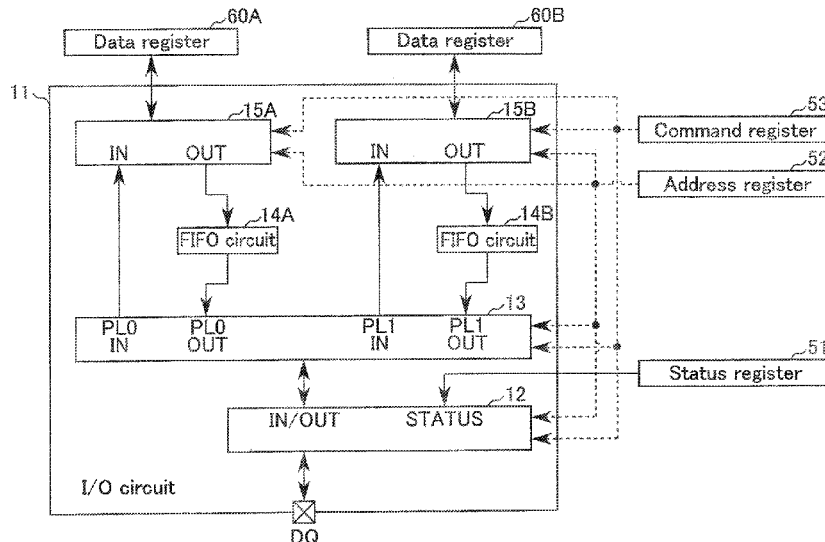 60A
60B
Data register
Data register
11
15A
15B
53
IN OUT
IN OUT
Command register
52
Address register
14A
14B
FIFO circuit
FIFO circuit
13
PL0 IN
PL0 OUT
PL1 IN
PL1 OUT
51
Status register
12
IN/OUT STATUS
I/O circuit
DQ